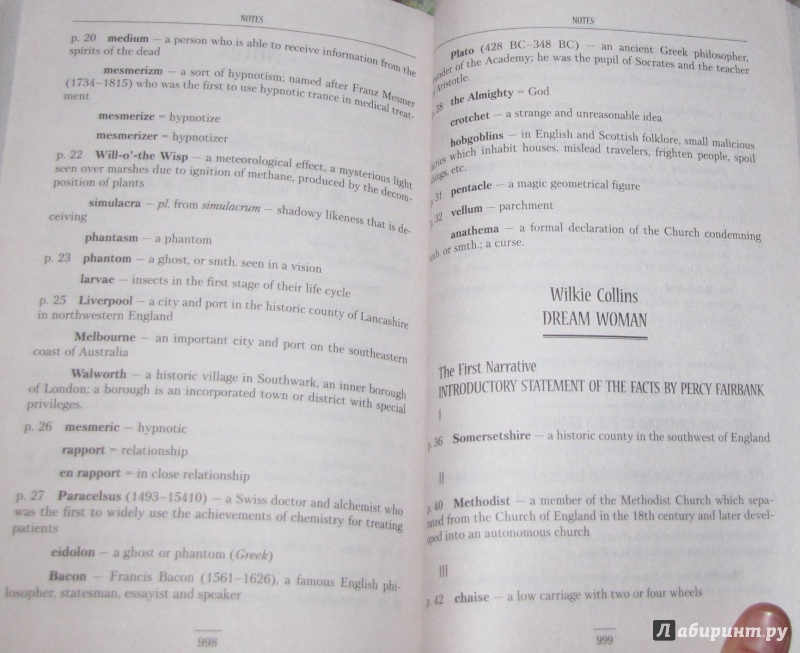 NOTES
p. 20 medium – a person who is able to receive information from the
spirits of the dead
mesmerizm – a sort of hypnotism; named after Franz Mesmer
(1734–1815) who was the first to use hypnotic trance in medical treat-
ment
mesmerize = hypnotize
mesmerizer = hypnotizer
p. 22 Will-o'-the Wisp – a meteorological effect, a mysterious light
seen over marshes due to ignition of methane, produced by the decom-
position of plants
simulacra – pl. from simulacrum – shadowy likeness that is de-
ceiving
phantasm – a phantom
p. 23 phantom – a ghost, or smth. seen in a vision
larvae – insects in the first stage of their life cycle
p. 25 Liverpool – a city and port in the historic county of Lancashire
in northwestern England
Melbourne – an important city and port on the southeastern
coast of Australia
Walworth – a historic village in Southwark, an inner borough
of London; a borough is an incorporated town or district with special
privileges.
p. 26 mesmeric – hypnotic
rapport = relationship
en rapport = in close relationship
p. 27 Paracelsus (1493–15410) – a Swiss doctor and alchemist who
was the first to widely use the achievements of chemistry for treating
patients
eidolon – a ghost or phantom (Greek)
Bacon – Francis Bacon (1561–1626), a famous English phi-
losopher, statesman, essayist and speaker
998
NOTES
Plato (428 BC–348 BC) – an ancient Greek philosopher,
under of the Academy; he was the pupil of Socrates and the teacher
Aristotle.
28 the Almighty = God
crotchet – a strange and unreasonable idea
hobgoblins – in English and Scottish folklore, small malicious
which inhabit houses, mislead travelers, frighten people, spoil
ings, etc.
p. 31 pentacle – a magic geometrical figure
p. 32 vellum – parchment
anathema – a formal declaration of the Church condemning
smb. or smth.; a curse.
Wilkie Collins
DREAM WOMAN
The First Narrative
INTRODUCTORY STATEMENT OF THE FACTS BY PERCY FAIRBANK
I
p. 36 Somersetshire – a historic county in the southwest of England
II
p. 40 Methodist – a member of the Methodist Church which sepa-
rated from the Church of England in the 18th century and later devel-
oped into an autonomous church
III
p. 42 chaise – a low carriage with two or four wheels
999
Лабиринт.ру